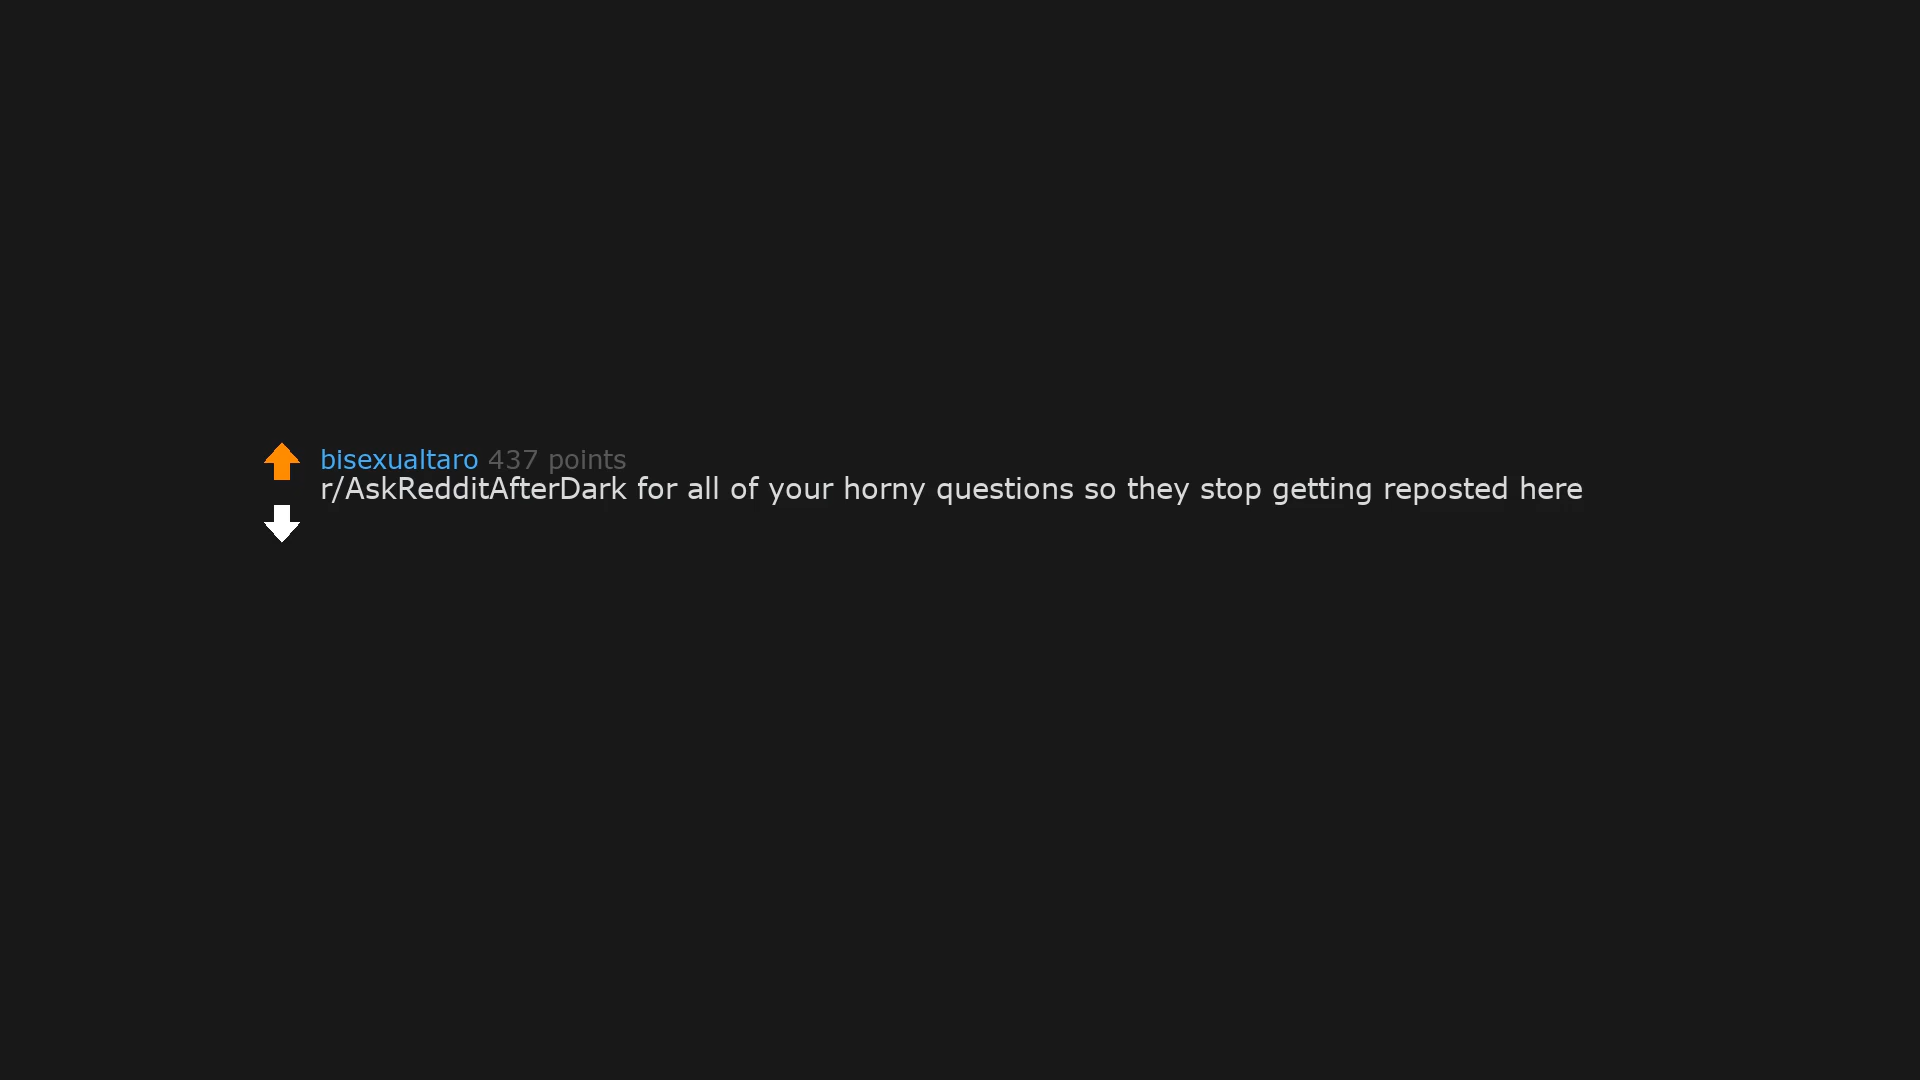 bisexualtaro 437 points
r/AskRedditAfterDark for all of your horny questions so they stop getting reposted here